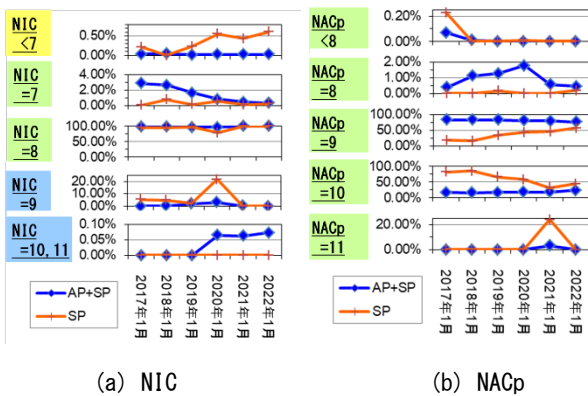 NIC
<7
0.50%
0.00%
NIC
=7
4.00%
2.00%
0.00%
NIC
=8
100.00%
50.00%
0.00%
NIC
=9
20.00%
10.00%
0.00%
NIC
=10,11
0.10%
0.05%
0.00%
2017年1月
2018年1月
2019年1月
2020年1月
2021年1月
2022年1月
AP+SP
SP
(a) NIC
NACp
<8
0.20%
0.00%
NACp
=8
2.00%
1.00%
0.00%
NACp
=9
100.00%
50.00%
0.00%
NACp
=10
100.00%
50.00%
0.00%
NACp
=11
20.00%
0.00%
2017年1月
2018年1月
2019年1月
2020年1月
2021年1月
2022年1月
AP+SP
SP
(b) NACp